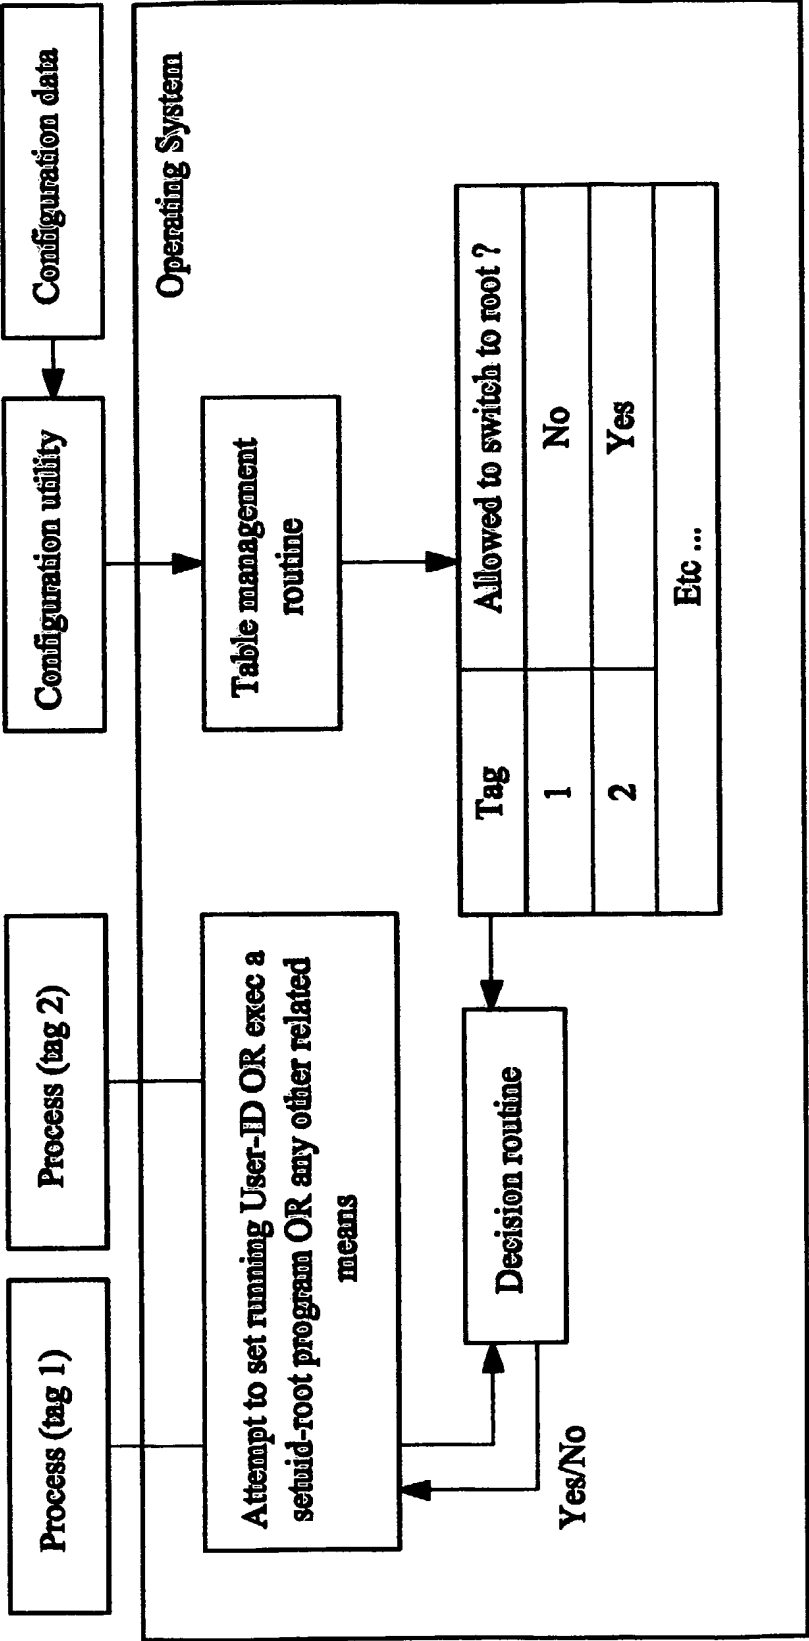 Process (tag 1)
Process (tag 2)
Configuration utility
Configuration data
Operating System
Attempt to set running User-ID OR exec a
setuid-root program OR any other related
means
Table management
routine
Decision routine
Yes/No
Tag
Allowed to switch to root ?
1
No
2
Yes
Etc ...